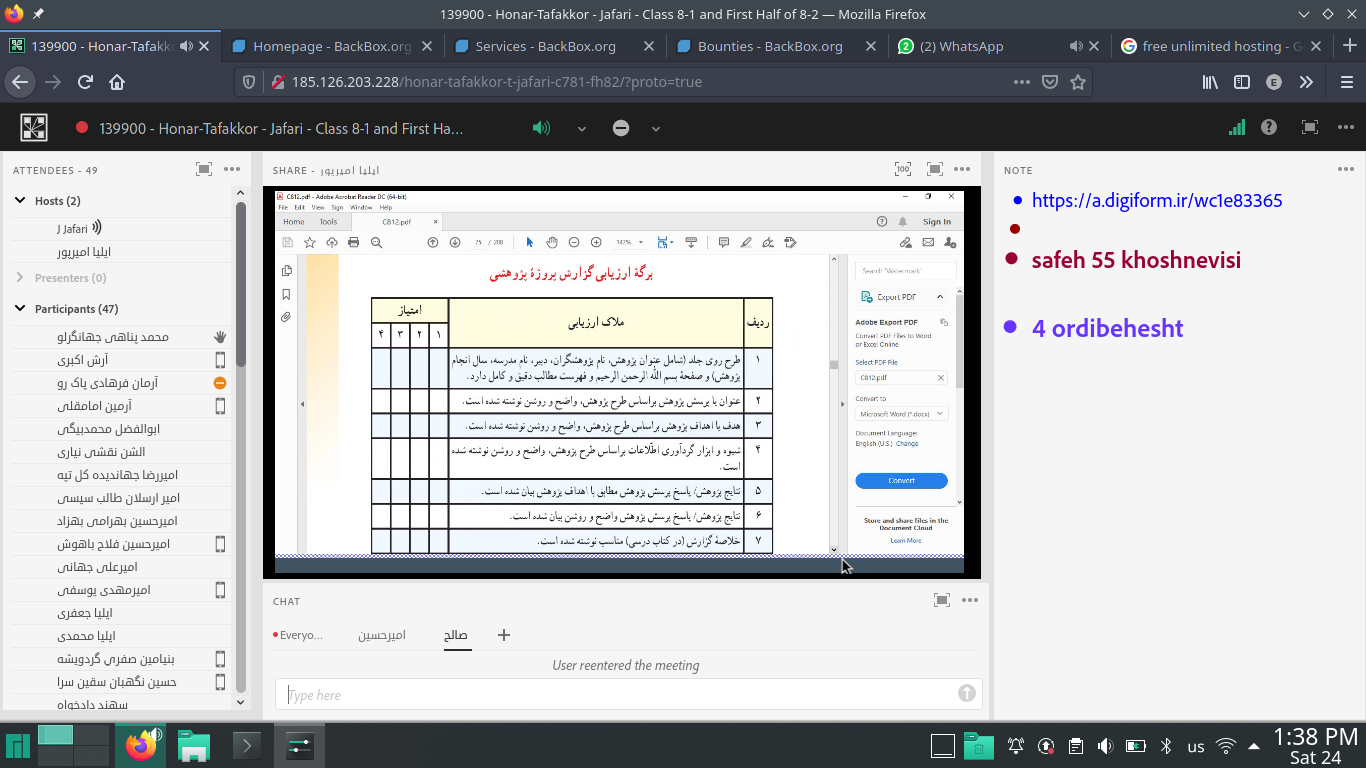 139900 - Honar-Tafakkor - Jafari - Class 8-1 and First Half of 8-2 — Mozilla Firefox
139900 - Honar-Tafakk
Homepage - BackBox.org
Services - BackBox.org
Bounties - BackBox.org
(2) WhatsApp
free unlimited hosting - G
185.126.203.228/honar-tafakkor-t-jafari-c781-fh82/?proto=true
E
139900 - Honar-Tafakkor - Jafari - Class 8-1 and First Ha...
ATTENDEES - 49
Hosts (2)
J Jafari
ایلیا امیرپور
Presenters (0)
Participants (47)
محمد پناهی جهانگرلو
آرش اکبری
آرمان فرهادی پاک رو
آرمین امامقلی
ابوالفضل محمدبیگی
الشن نقشی نیاری
امیررضا جهاندیده کل تپه
امیر ارسلان طالب سیسی
امیرحسین بهرامی بهزاد
امیرحسین فلاح باهوش
امیرعلی جهانی
امیرمهدی یوسفی
ایلیا جعفری
ایلیا محمدی
بنیامین صفری گردویشه
حسین نگهبان سقین سرا
سهند دادخواه
SHARE - ایلیا امیرپور
100
C812.pdf - Adobe Acrobat Reader DC (64-bit)
File Edit View Sign Window Help
Home Tools C812.pdf × Sign In
75 / 208 147%
برگهٔ ارزیابی گزارش پروژهٔ پژوهشی
ردیف ملاک ارزیابی امتیاز
۱ ۲ ۳ ۴
۱ طرح روی جلد (شامل عنوان پژوهش، نام پژوهشگران، دبیر، نام مدرسه، سال انجام
پژوهش) و صفحهٔ بسم الله الرحمن الرحیم و فهرست مطالب دقیق و کامل دارد.
۲ عنوان یا پرسش پژوهش براساس طرح پژوهش، واضح و روشن نوشته شده است.
۳ هدف یا اهداف پژوهش براساس طرح پژوهش، واضح و روشن نوشته شده است.
۴ شیوه و ابزار گردآوری اطّلاعات براساس طرح پژوهش، واضح و روشن نوشته شده
است.
۵ نتایج پژوهش/ پاسخ پرسش پژوهش مطابق با اهداف پژوهش بیان شده است.
۶ نتایج پژوهش/ پاسخ پرسش پژوهش واضح و روشن بیان شده است.
۷ خلاصهٔ گزارش (در کتاب درسی) مناسب نوشته شده است.
Search "Watermark"
Export PDF
Adobe Export PDF
Convert PDF Files to Word
or Excel Online
Select PDF File
C812.pdf
Convert to
Microsoft Word (*.docx)
Document Language:
English (U.S.) Change
Convert
Store and share files in the
Document Cloud
Learn More
CHAT
Everyo...
امیرحسین
صالح
User reentered the meeting
Type here
NOTE
https://a.digiform.ir/wc1e83365
safeh 55 khoshnevisi
4 ordibehesht
us
1:38 PM
Sat 24